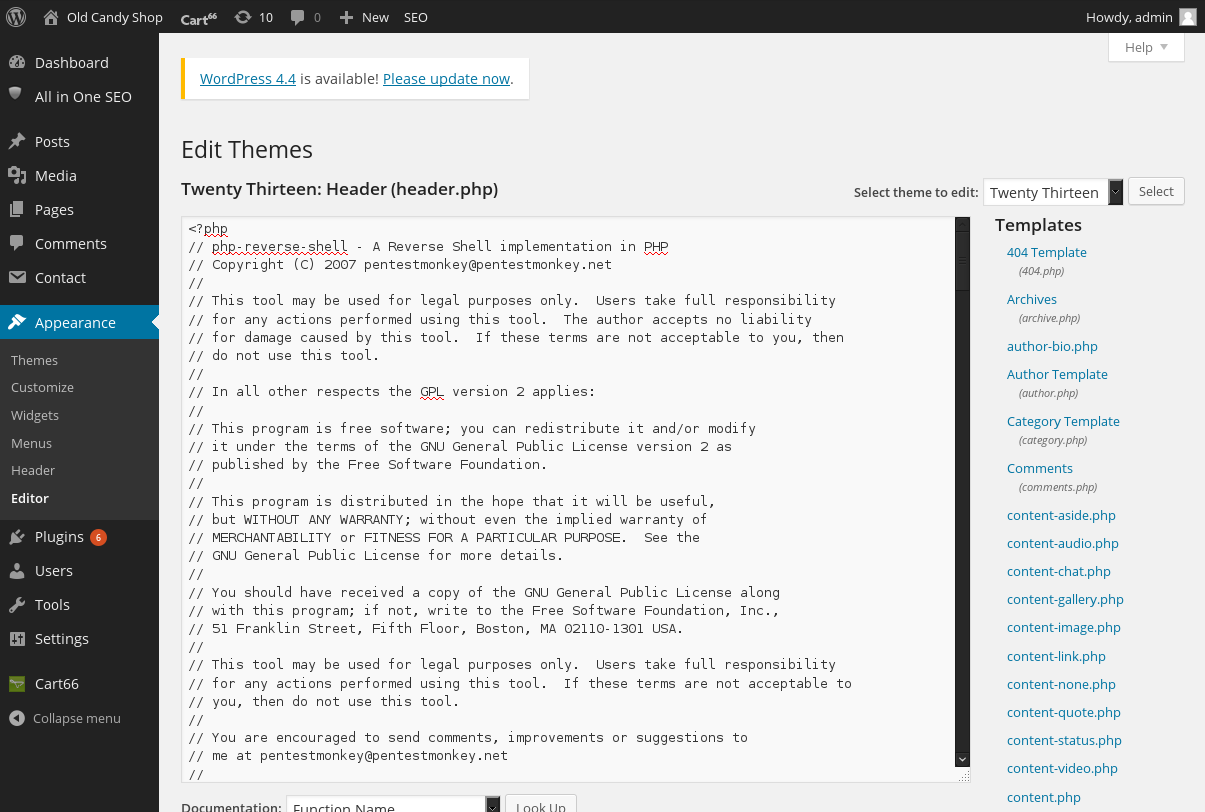 Old Candy Shop
Cart66
10
0
New
SEO
Howdy, admin
Help
Dashboard
All in One SEO
Posts
Media
Pages
Comments
Contact
Appearance
Themes
Customize
Widgets
Menus
Header
Editor
Plugins 6
Users
Tools
Settings
Cart66
Collapse menu
WordPress 4.4 is available! Please update now.
Edit Themes
Twenty Thirteen: Header (header.php)
Select theme to edit: Twenty Thirteen Select
<?php
// php-reverse-shell - A Reverse Shell implementation in PHP
// Copyright (C) 2007 pentestmonkey@pentestmonkey.net
//
// This tool may be used for legal purposes only.  Users take full responsibility
// for any actions performed using this tool.  The author accepts no liability
// for damage caused by this tool.  If these terms are not acceptable to you, then
// do not use this tool.
//
// In all other respects the GPL version 2 applies:
//
// This program is free software; you can redistribute it and/or modify
// it under the terms of the GNU General Public License version 2 as
// published by the Free Software Foundation.
//
// This program is distributed in the hope that it will be useful,
// but WITHOUT ANY WARRANTY; without even the implied warranty of
// MERCHANTABILITY or FITNESS FOR A PARTICULAR PURPOSE.  See the
// GNU General Public License for more details.
//
// You should have received a copy of the GNU General Public License along
// with this program; if not, write to the Free Software Foundation, Inc.,
// 51 Franklin Street, Fifth Floor, Boston, MA 02110-1301 USA.
//
// This tool may be used for legal purposes only.  Users take full responsibility
// for any actions performed using this tool.  If these terms are not acceptable to
// you, then do not use this tool.
//
// You are encouraged to send comments, improvements or suggestions to
// me at pentestmonkey@pentestmonkey.net
//
Templates
404 Template
(404.php)
Archives
(archive.php)
author-bio.php
Author Template
(author.php)
Category Template
(category.php)
Comments
(comments.php)
content-aside.php
content-audio.php
content-chat.php
content-gallery.php
content-image.php
content-link.php
content-none.php
content-quote.php
content-status.php
content-video.php
content.php
Documentation: Function Name Look Up